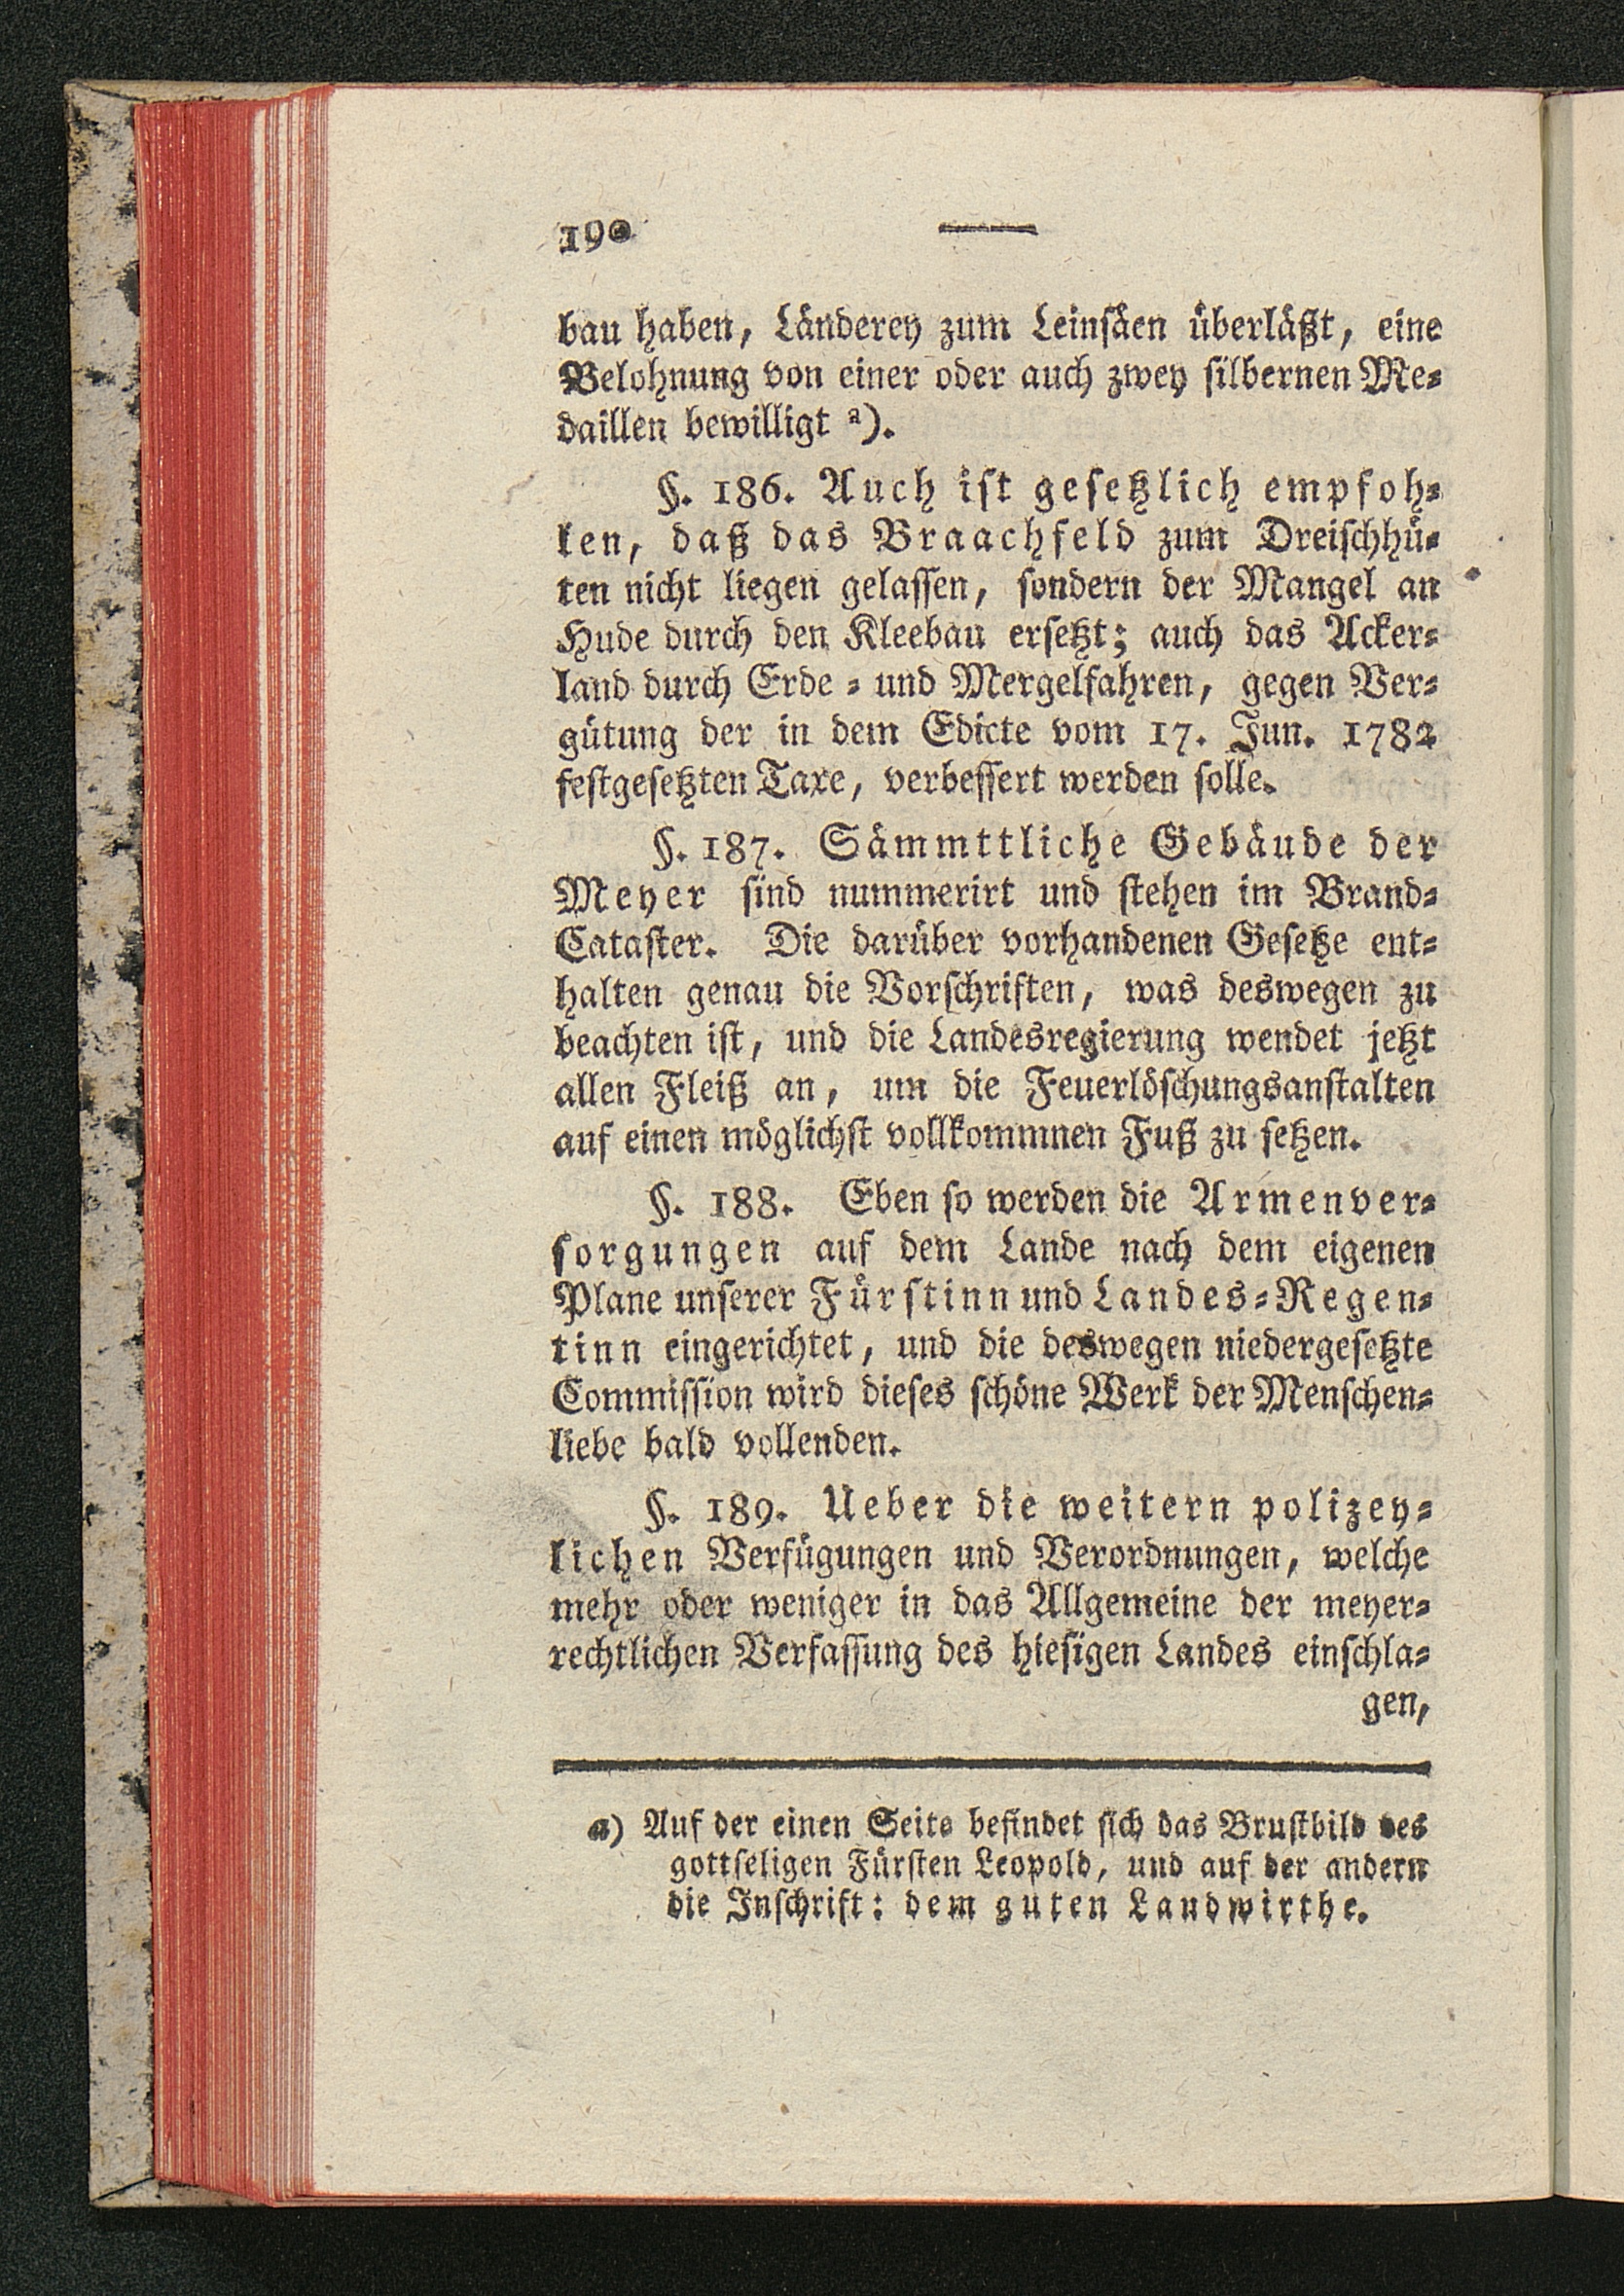 190
bau haben, Länderey zum Leinsäen überläßt, eine
Belohnung von einer oder auch zwey silbernen Me-
daillen bewilligt a).
§. 186. Auch ist gesetzlich empfoh-
len, daß das Braachfeld zum Dreischhü-
ten nicht liegen gelassen, sondern der Mangel an
Hude durch den Kleebau ersetzt; auch das Acker-
land durch Erde- und Mergelfahren, gegen Ver-
gütung der in dem Edicte vom 17. Jun. 1782
festgesetzten Taxe, verbessert werden solle.
§. 187. Sämmttliche Gebäude der
Meyer sind nummerirt und stehen im Brand-
Cataster. Die darüber vorhandenen Gesetze ent-
halten genau die Vorschriften, was deswegen zu
beachten ist, und die Landesregierung wendet jetzt
allen Fleiß an, um die Feuerlöschungsanstalten
auf einen möglichst vollkommnen Fuß zu setzen.
§. 188. Eben so werden die Armenver-
sorgungen auf dem Lande nach dem eigenen
Plane unserer Fürstinn und Landes-Regen-
tinn eingerichtet, und die deswegen niedergesetzte
Commission wird dieses schöne Werk der Menschen-
liebe bald vollenden.
§. 189. Ueber die weitern polizey-
lichen Verfügungen und Verordnungen, welche
mehr oder weniger in das Allgemeine der meyer-
rechtlichen Verfassung des hiesigen Landes einschla-
gen,
a) Auf der einen Seite befindet sich das Brustbild des
gottseligen Fürsten Leopold, und auf der andern
die Inschrift: dem guten Landwirthe.